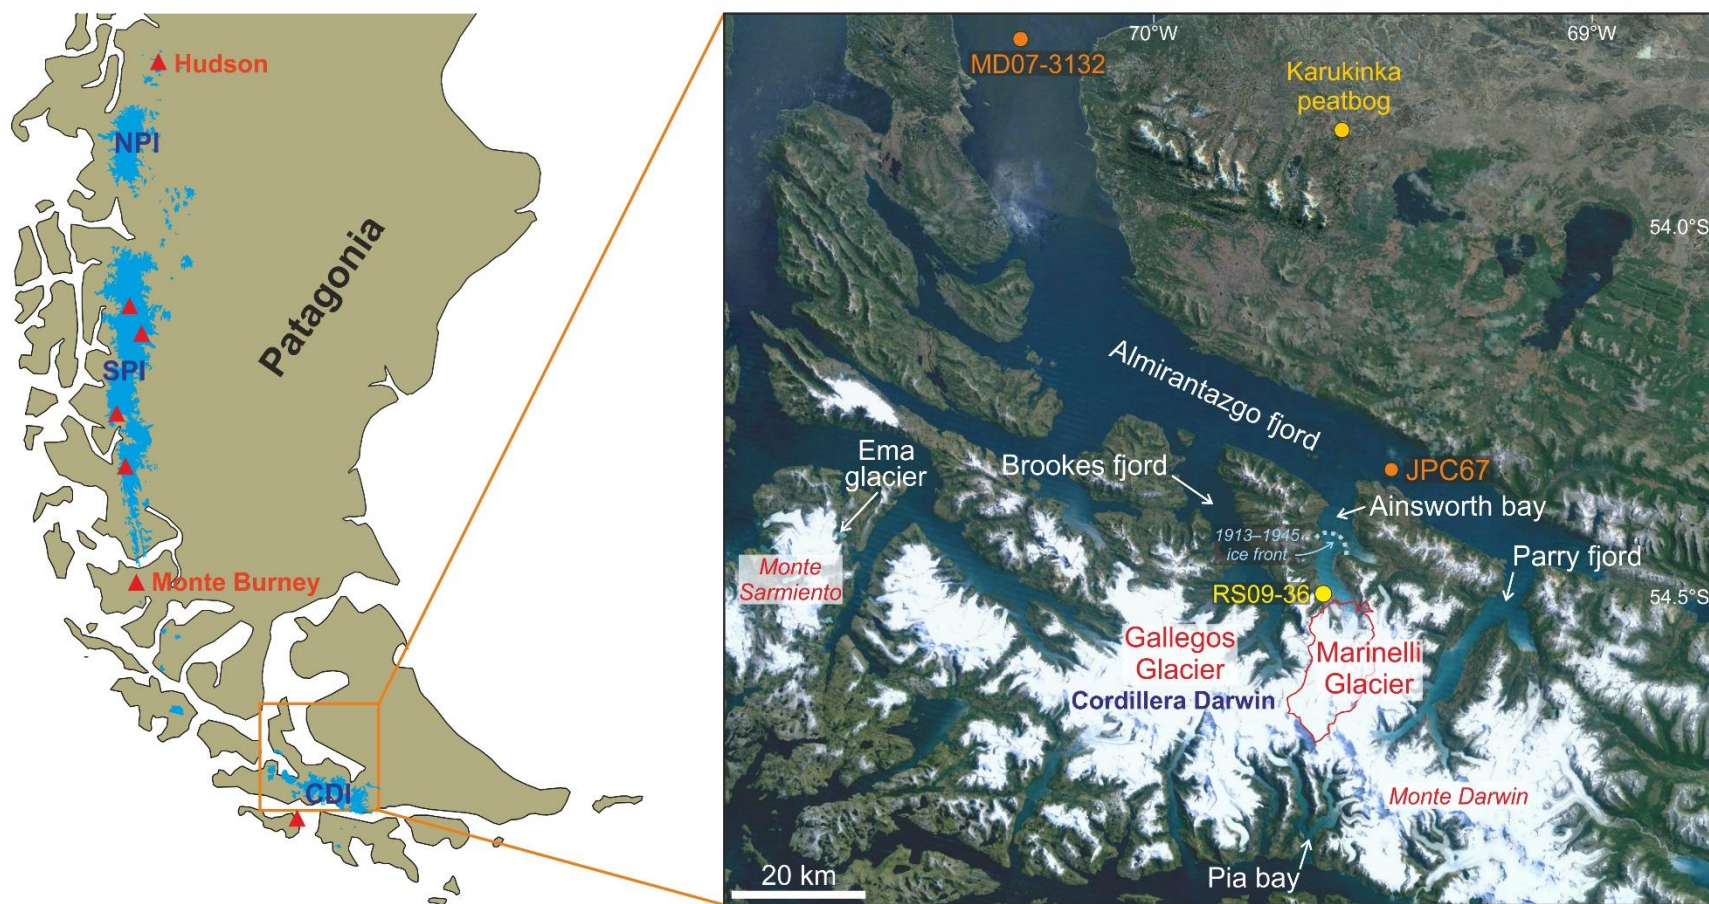 Hudson
NPI
Patagonia
SPI
Monte Burney
CDI
70°W
69°W
MD07-3132
Karukinka
peatbog
54.0°S
Almirantazgo fjord
Ema
glacier
Brookes fjord
JPC67
Ainsworth bay
1913–1945
ice front
Parry fjord
Monte
Sarmiento
RS09-36
54.5°S
Gallegos
Glacier
Marinelli
Glacier
Cordillera Darwin
Monte Darwin
20 km
Pia bay